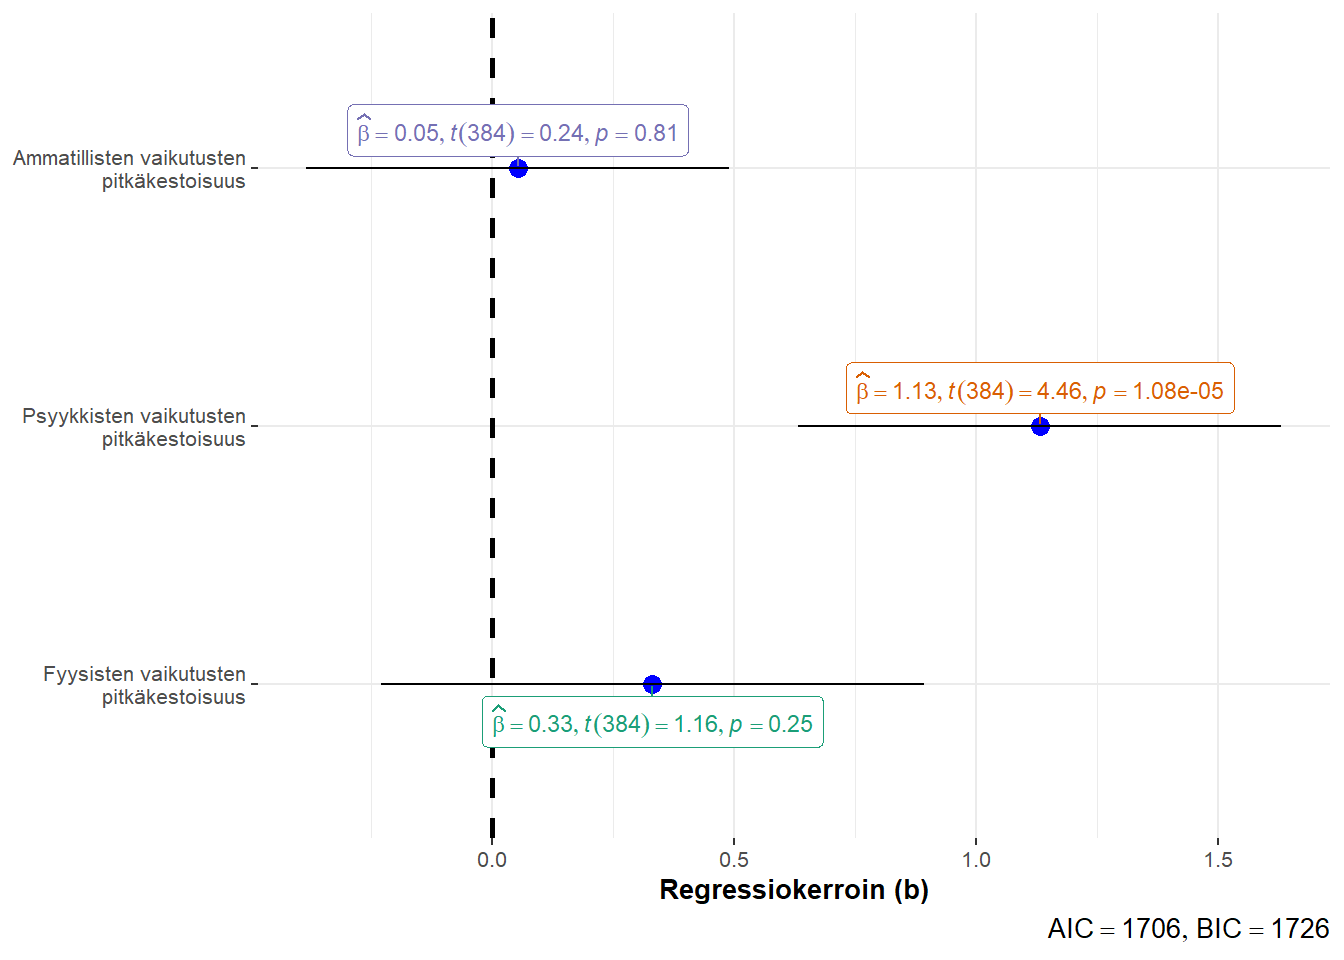 β̂ = 0.05, t(384) = 0.24, p = 0.81
Ammatillisten vaikutusten
pitkäkestoisuus
β̂ = 1.13, t(384) = 4.46, p = 1.08e-05
Psyykkisten vaikutusten
pitkäkestoisuus
Fyysisten vaikutusten
pitkäkestoisuus
β̂ = 0.33, t(384) = 1.16, p = 0.25
0.0 0.5 1.0 1.5
Regressiokerroin (b)
AIC = 1706, BIC = 1726